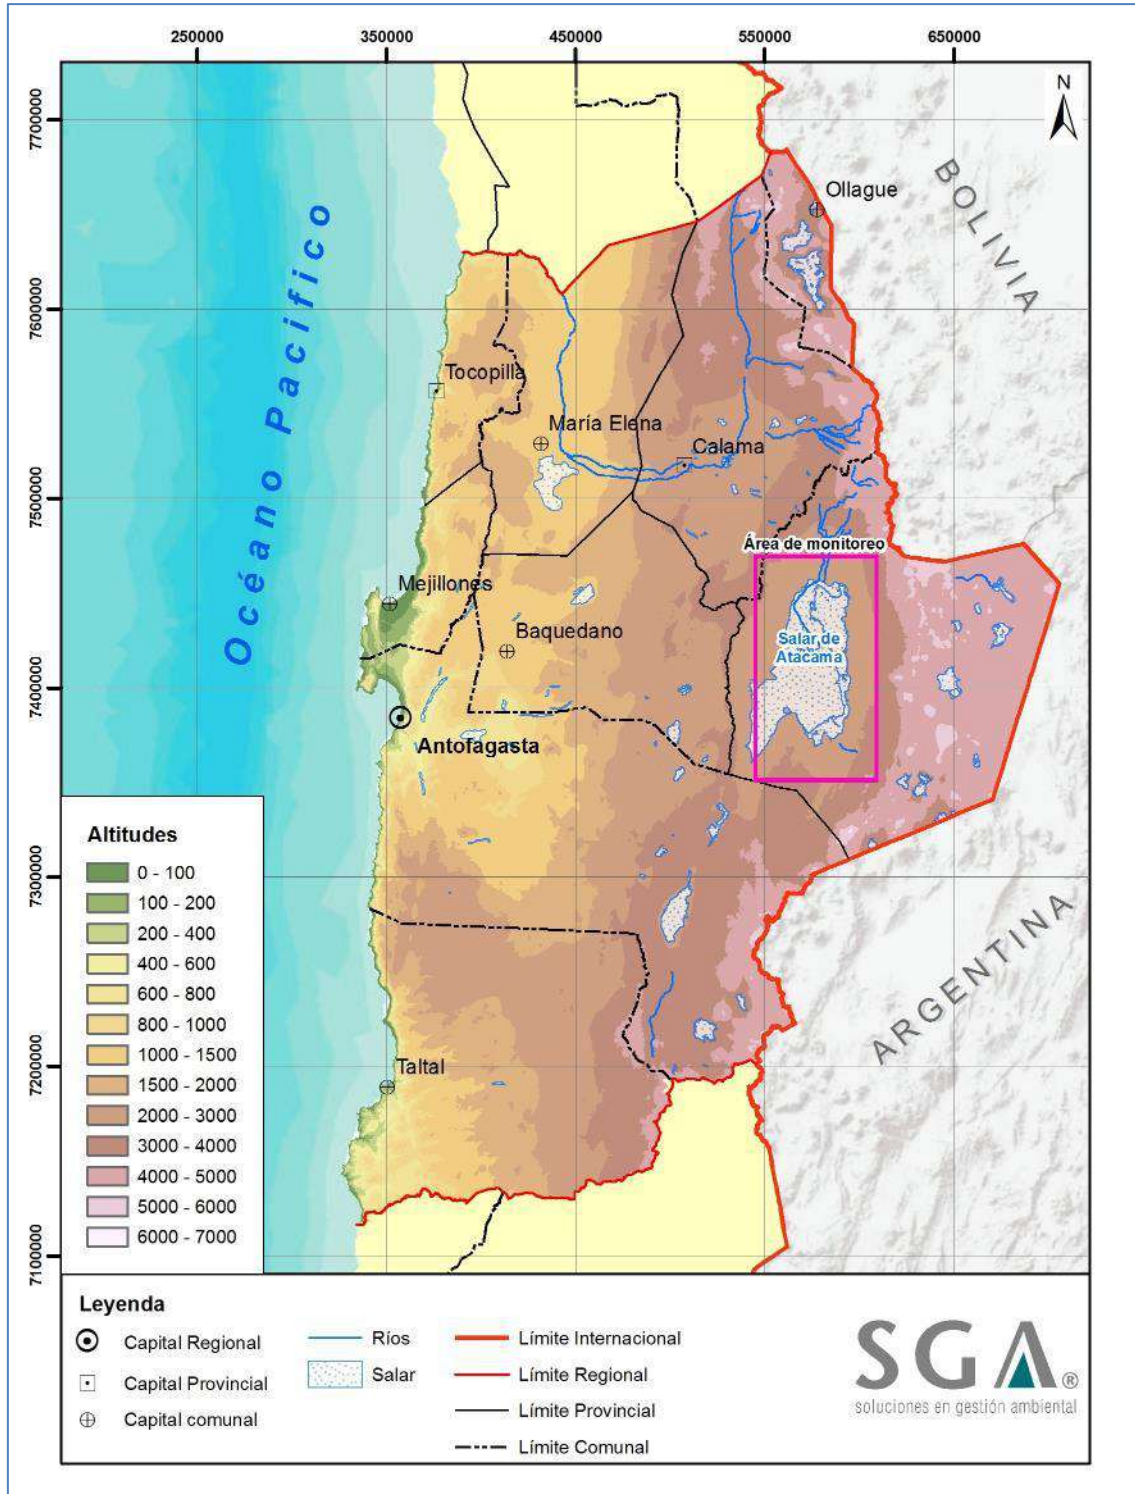 250000 350000 450000 550000 650000
7700000
7600000
7500000
7400000
7300000
7200000
7100000
N
BOLIVIA
ARGENTINA
Océano Pacifico
Ollague
Tocopilla
María Elena
Calama
Área de monitoreo
Mejillones
Baquedano
Salar de
Atacama
Antofagasta
Taltal
Altitudes
0 - 100
100 - 200
200 - 400
400 - 600
600 - 800
800 - 1000
1000 - 1500
1500 - 2000
2000 - 3000
3000 - 4000
4000 - 5000
5000 - 6000
6000 - 7000
Leyenda
Capital Regional
Capital Provincial
Capital comunal
Ríos
Salar
Límite Internacional
Límite Regional
Límite Provincial
Límite Comunal
SGA®
soluciones en gestión ambiental